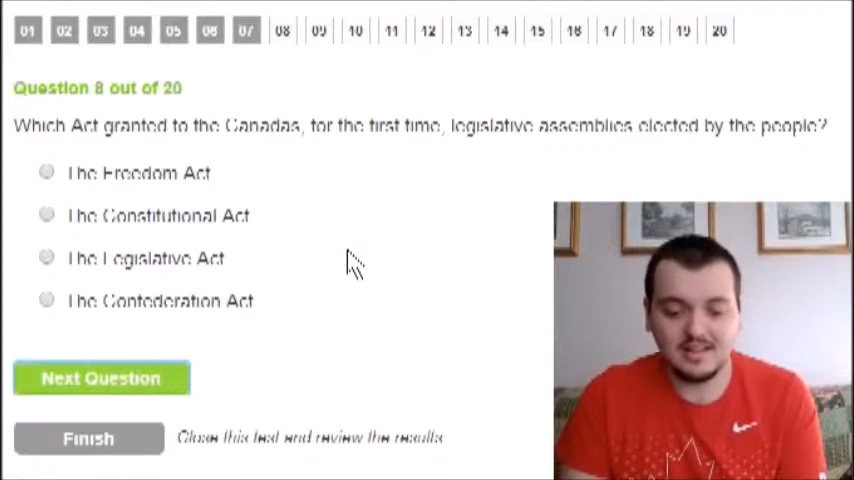 01 02 03 04 05 06 07 08 09 10 11 12 13 14 15 16 17 18 19 20
Question 8 out of 20
Which Act granted to the Canadas, for the first time, legislative assemblies elected by the people?
The Freedom Act
The Constitutional Act
The Legislative Act
The Confederation Act
Next Question
Finish Close this test and review the results